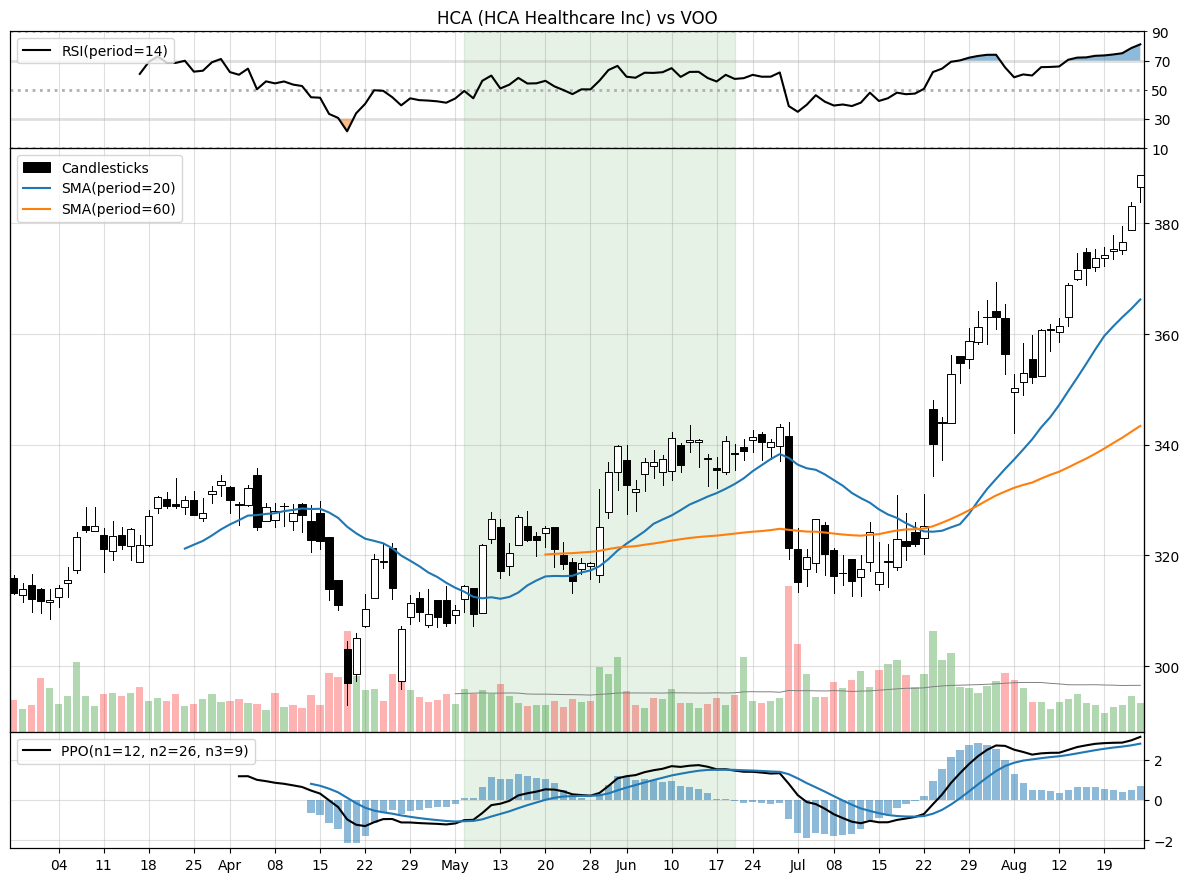 HCA (HCA Healthcare Inc) vs VOO
RSI(period=14)
90
70
50
30
10
Candlesticks
SMA(period=20)
SMA(period=60)
380
360
340
320
300
PPO(n1=12, n2=26, n3=9)
2
0
−2
04 11 18 25 Apr 08 15 22 29 May 13 20 28 Jun 10 17 24 Jul 08 15 22 29 Aug 12 19